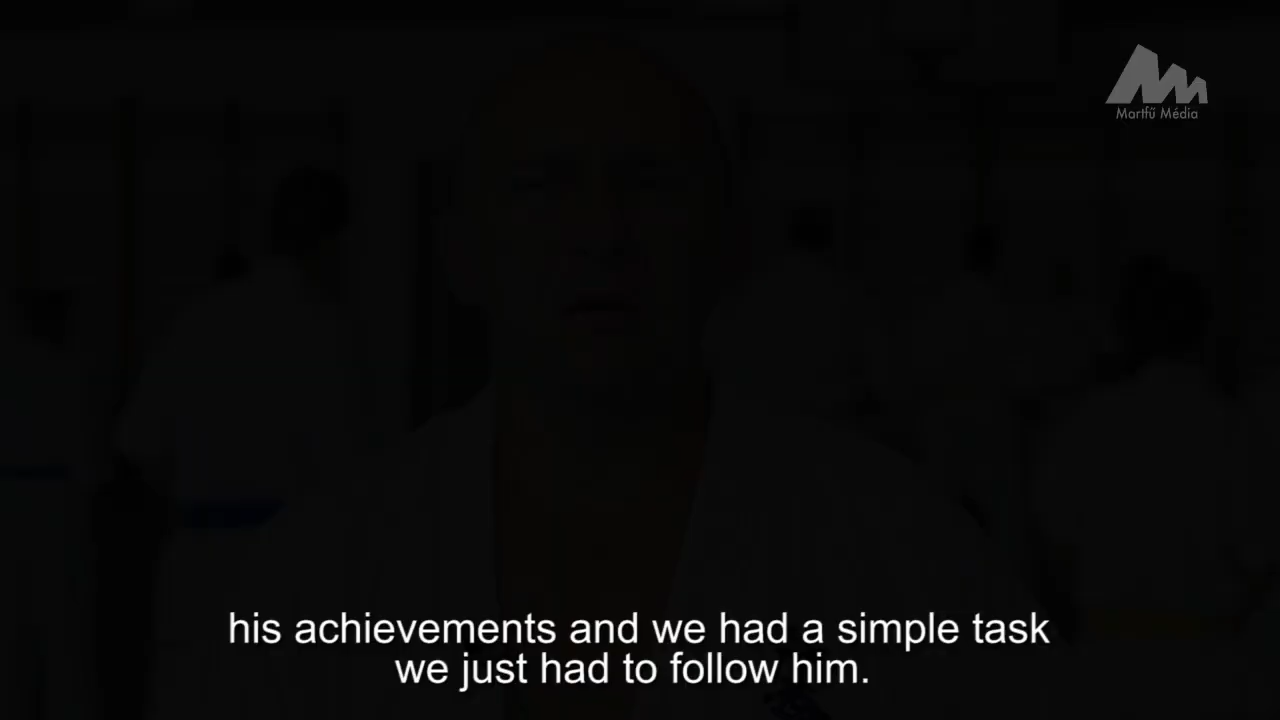 Martfű Média
his achievements and we had a simple task
we just had to follow him.